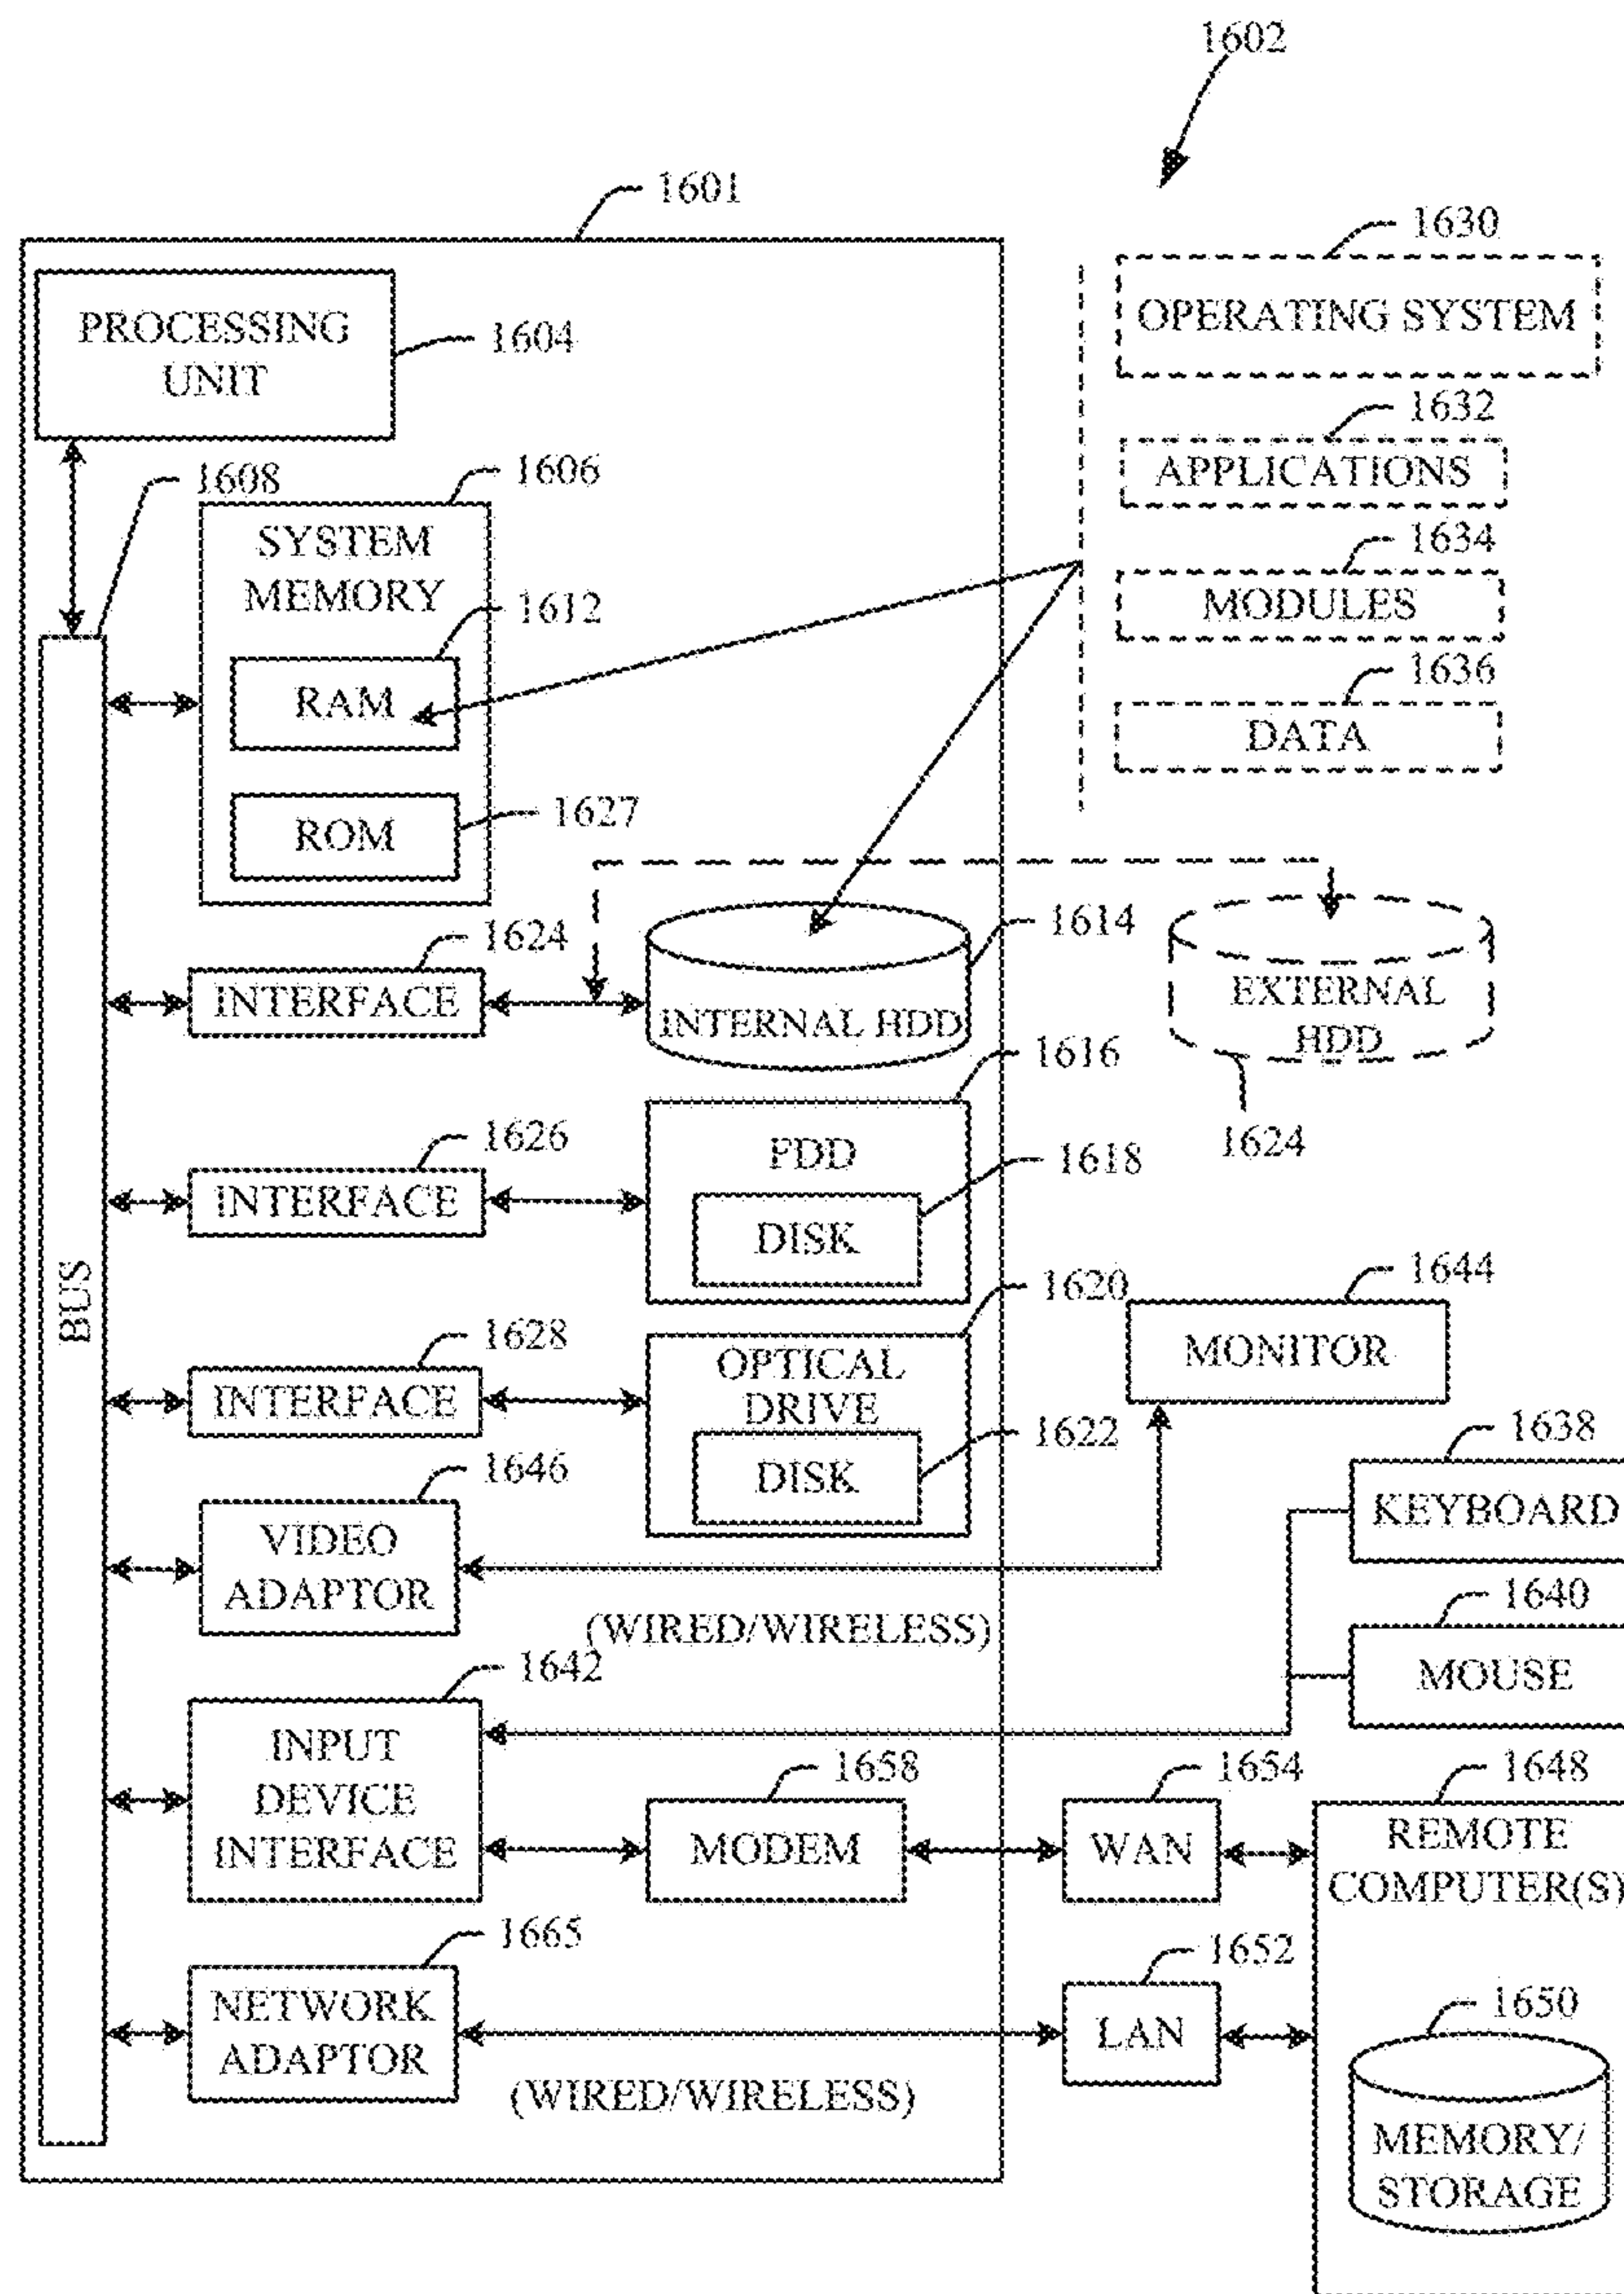 1602
1601
1630
PROCESSING
UNIT
1604
OPERATING SYSTEM
1632
APPLICATIONS
1608
1606
SYSTEM
MEMORY
1634
MODULES
1612
RAM
1636
DATA
1627
ROM
1624
INTERFACE
1614
INTERNAL HDD
EXTERNAL
HDD
1624
1616
FDD
1626
INTERFACE
1618
DISK
BUS
1620
1644
MONITOR
1628
INTERFACE
OPTICAL
DRIVE
1622
DISK
1638
KEYBOARD
1646
VIDEO
ADAPTOR
(WIRED/WIRELESS)
1640
MOUSE
1642
INPUT
DEVICE
INTERFACE
1658
MODEM
1654
WAN
1648
REMOTE
COMPUTER(S)
1665
NETWORK
ADAPTOR
1652
LAN
(WIRED/WIRELESS)
1650
MEMORY/
STORAGE